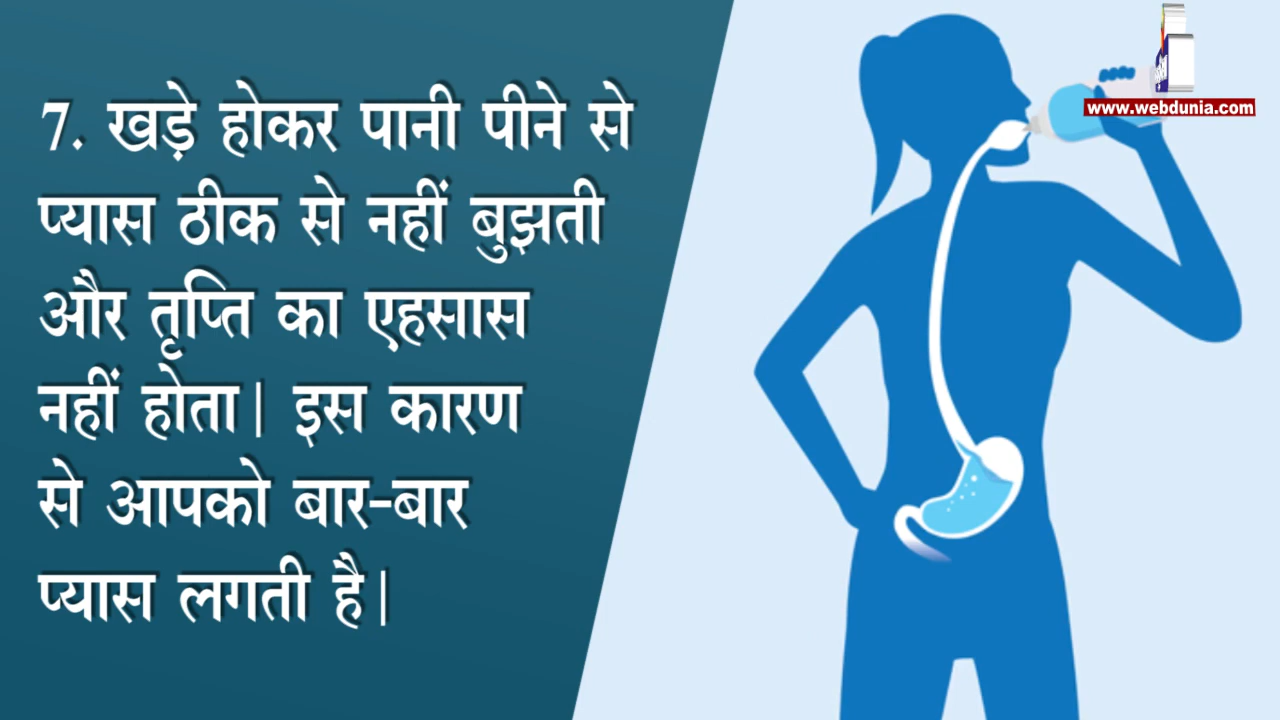 7. खड़े होकर पानी पीने से
प्यास ठीक से नहीं बुझती
और तृप्ति का एहसास
नहीं होता| इस कारण
से आपको बार-बार
प्यास लगती है|
www.webdunia.com